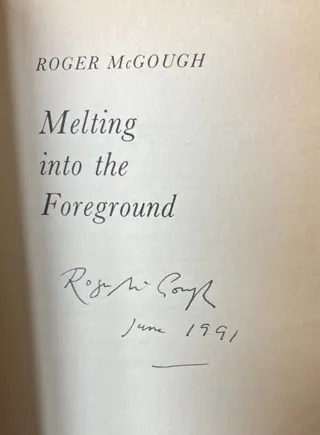 ROGER McGOUGH
Melting
into the
Foreground
Roger McGough
June 1991